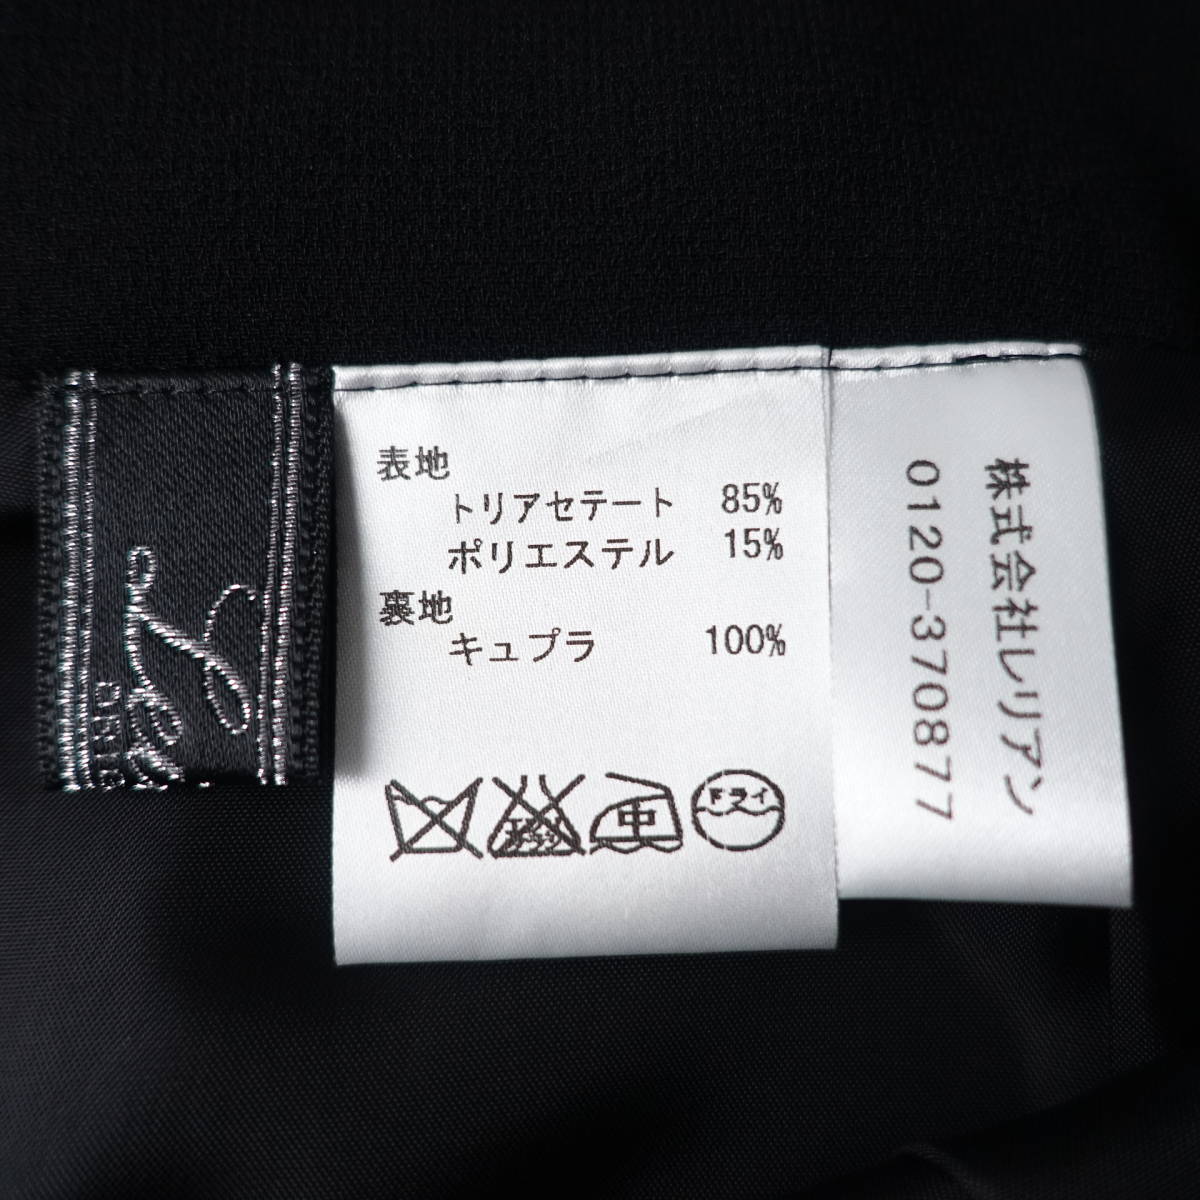 表地
トリアセテート 85%
ポリエステル 15%
裏地
キュプラ 100%
中
ドライ
株式会社レリアン
0120-370877